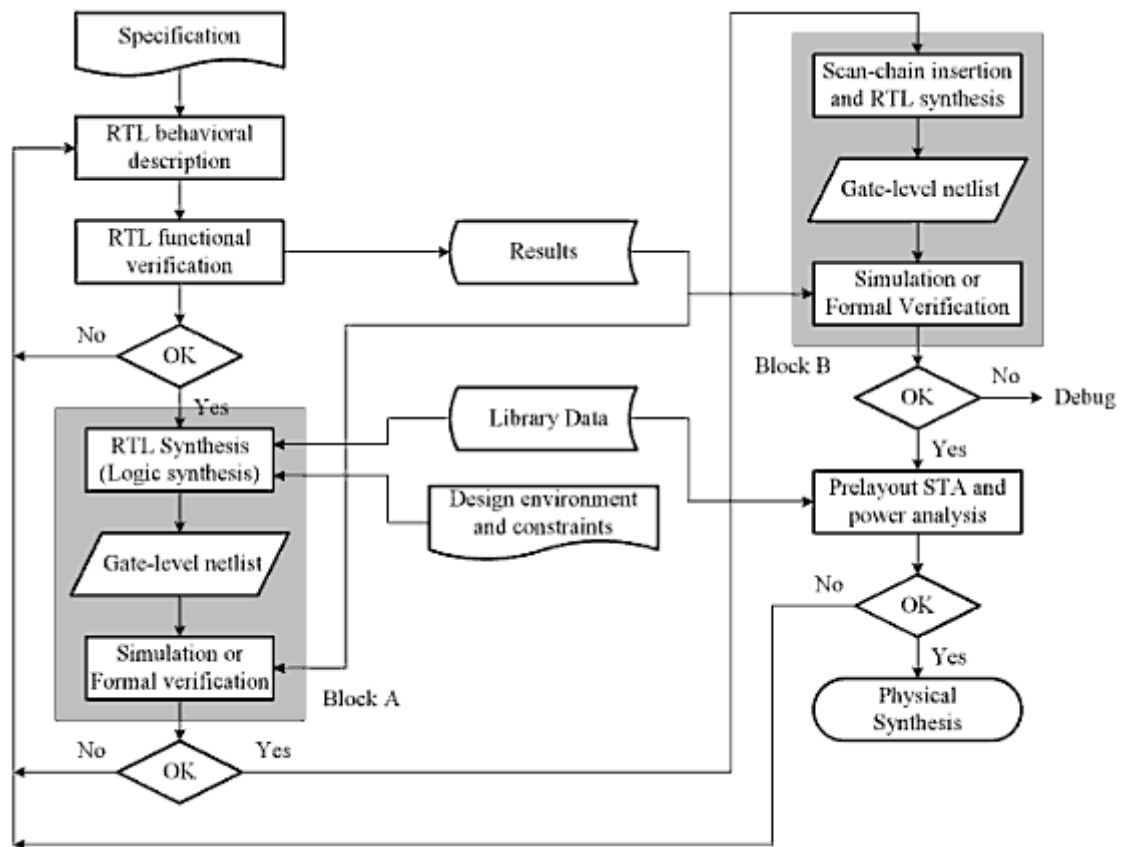 Specification
RTL behavioral
description
RTL functional
verification
Results
No
OK
Yes
RTL Synthesis
(Logic synthesis)
Library Data
Design environment
and constraints
Gate-level netlist
Simulation or
Formal verification
Block A
No
OK
Yes
Scan-chain insertion
and RTL synthesis
Gate-level netlist
Simulation or
Formal Verification
Block B
OK
No
Debug
Yes
Prelayout STA and
power analysis
No
OK
Yes
Physical
Synthesis